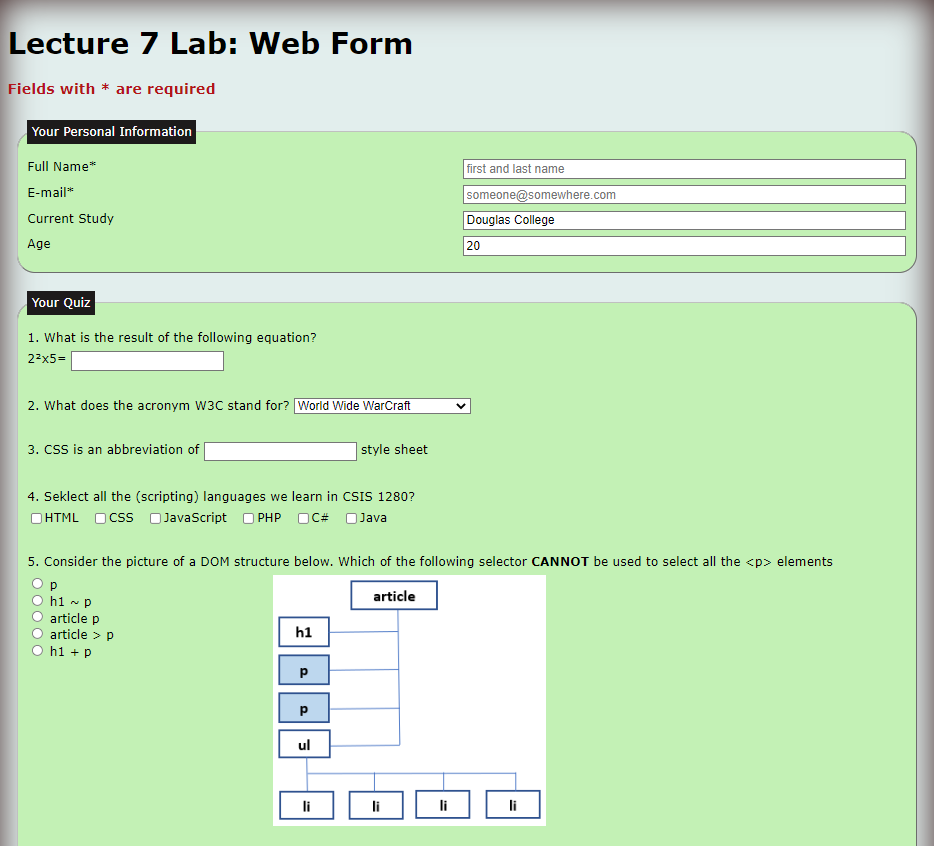 Lecture 7 Lab: Web Form
Fields with * are required
Your Personal Information
Full Name* first and last name
E-mail* someone@somewhere.com
Current Study Douglas College
Age 20
Your Quiz
1. What is the result of the following equation?
2²x5=
2. What does the acronym W3C stand for? World Wide WarCraft
3. CSS is an abbreviation of style sheet
4. Seklect all the (scripting) languages we learn in CSIS 1280?
HTML CSS JavaScript PHP C# Java
5. Consider the picture of a DOM structure below. Which of the following selector CANNOT be used to select all the <p> elements
p
h1 ~ p
article p
article > p
h1 + p
article
h1
p
p
ul
li li li li